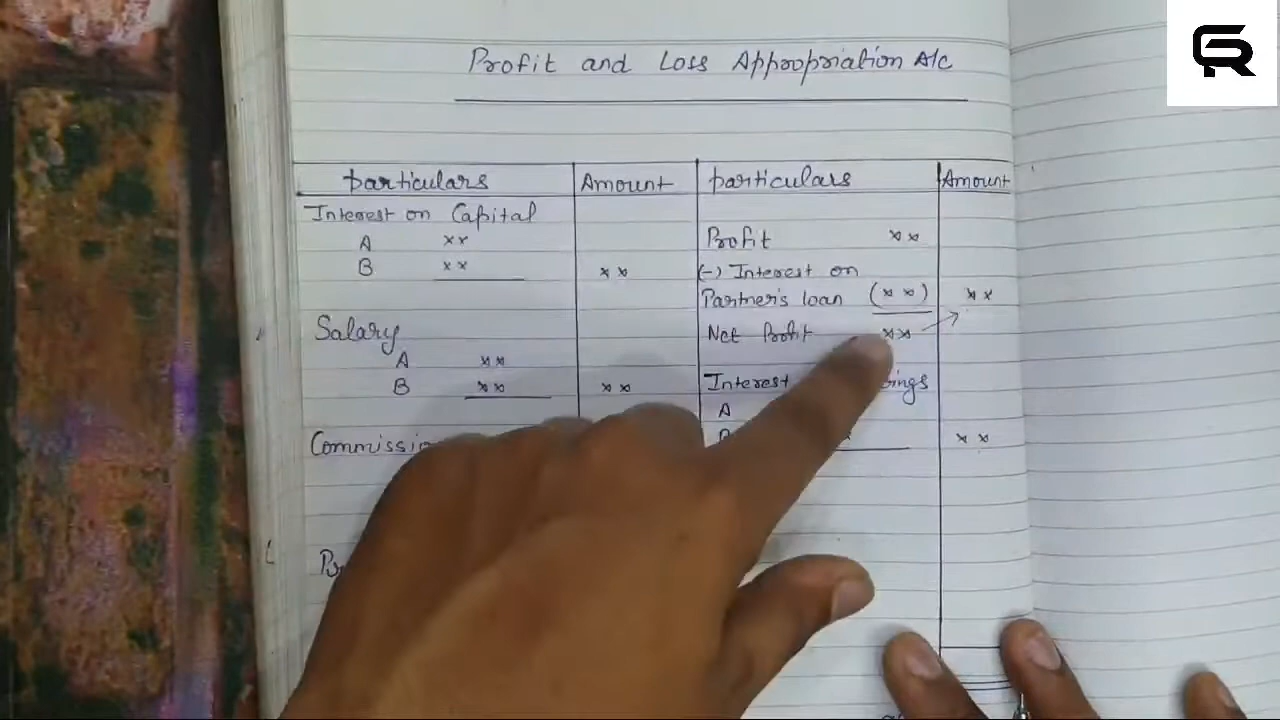 Profit and Loss Appropriation A/c
Particulars Amount Particulars Amount
Interest on Capital
A xx
B xx xx
Salary
A xx
B xx xx
Profit xx
(-) Interest on
Partner's loan (xx) xx
Net Profit xx
Interest
A
xx